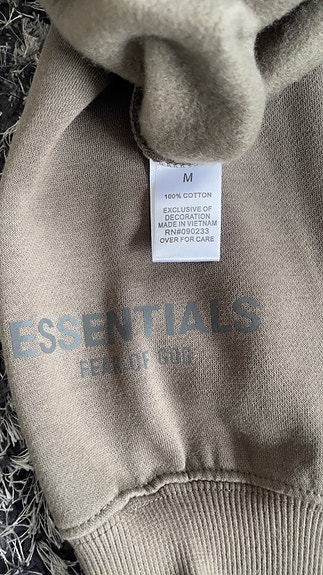 M
100% COTTON
EXCLUSIVE OF
DECORATION
MADE IN VIETNAM
RN#090233
OVER FOR CARE
ESSENTIALS
FEAR OF GOD